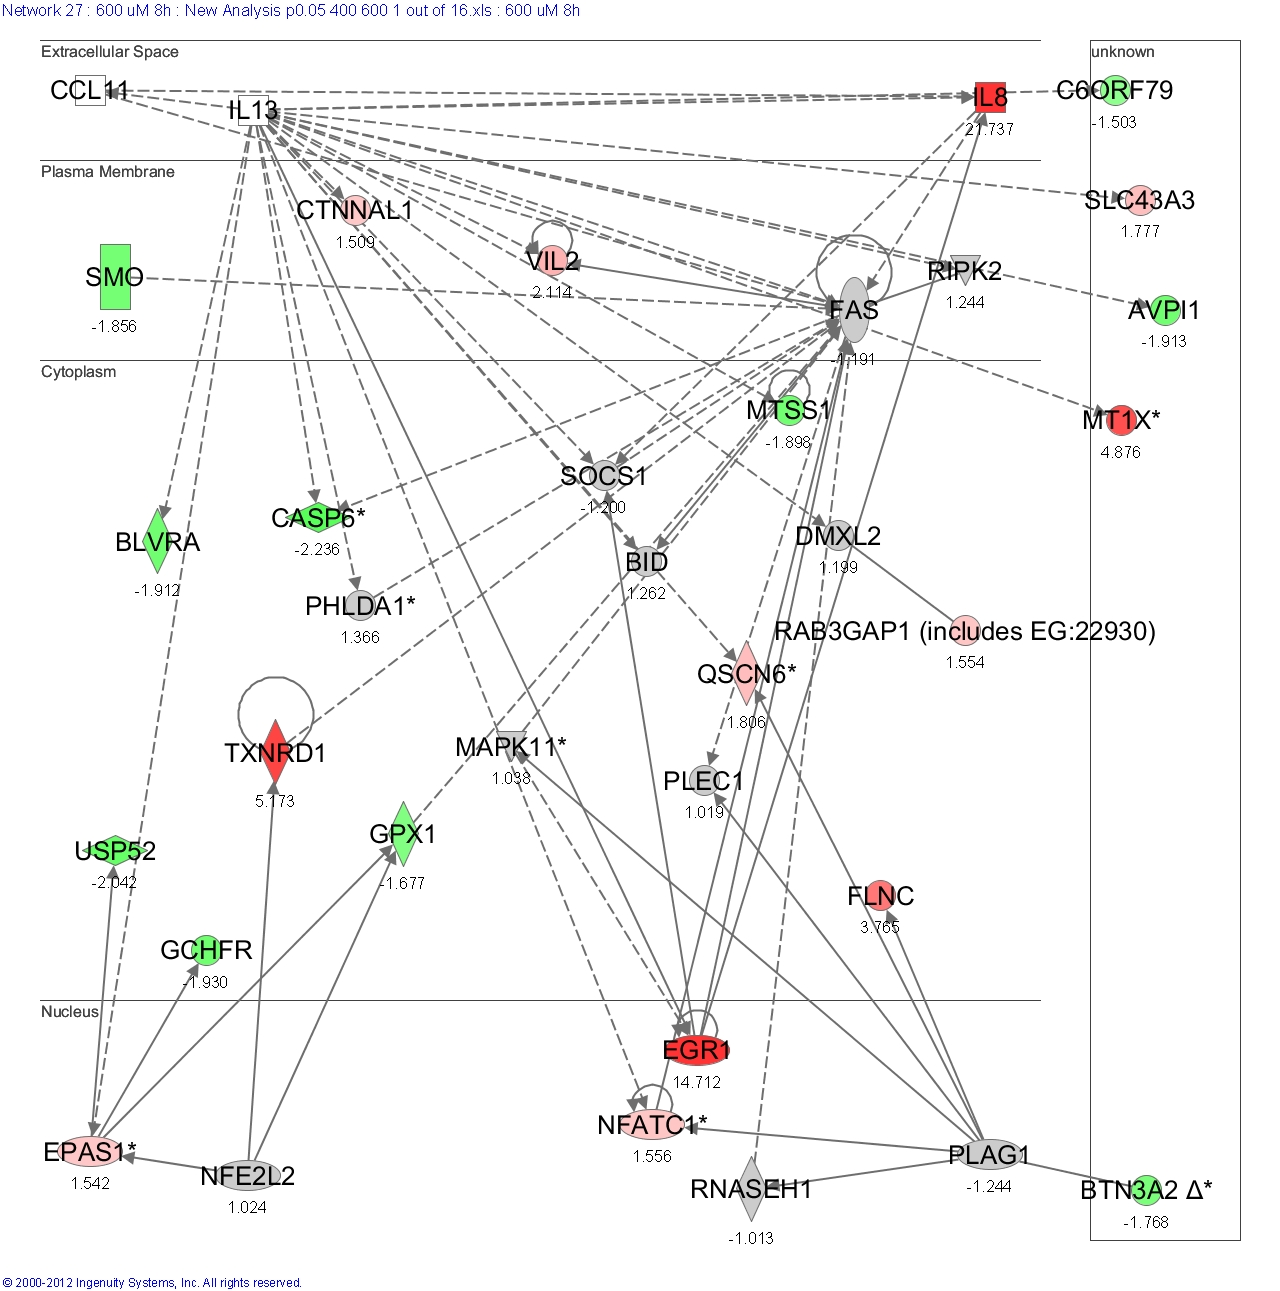 Network 27 : 600 uM 8h : New Analysis p0.05 400 600 1 out of 16.xls : 600 uM 8h
Extracellular Space
unknown
CCL11
IL13
IL8
21.737
C6ORF79
-1.503
Plasma Membrane
CTNNAL1
1.509
SLC43A3
1.777
SMO
-1.856
VIL2
2.114
FAS
-1.191
RIPK2
1.244
AVPI1
-1.913
Cytoplasm
MTSS1
-1.898
MT1X*
4.876
SOCS1
-1.200
CASP6*
-2.236
BLVRA
-1.912
BID
1.262
DMXL2
1.199
PHLDA1*
1.366
RAB3GAP1 (includes EG:22930)
1.554
QSCN6*
1.806
TXNRD1
5.173
MAPK11*
1.038
PLEC1
1.019
USP52
-2.042
GPX1
-1.677
FLNC
3.765
GCHFR
-1.930
Nucleus
EGR1
14.712
NFATC1*
1.556
EPAS1*
1.542
NFE2L2
1.024
PLAG1
-1.244
RNASEH1
-1.013
BTN3A2 Δ*
-1.768
© 2000-2012 Ingenuity Systems, Inc. All rights reserved.